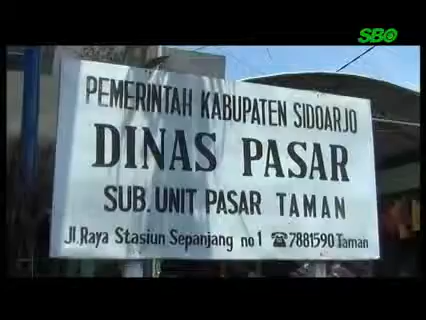 SBO
PEMERINTAH KABUPATEN SIDOARJO
DINAS PASAR
SUB. UNIT PASAR TAMAN
Jl. Raya Stasiun Sepanjang no 1 ☎ 7881590 Taman